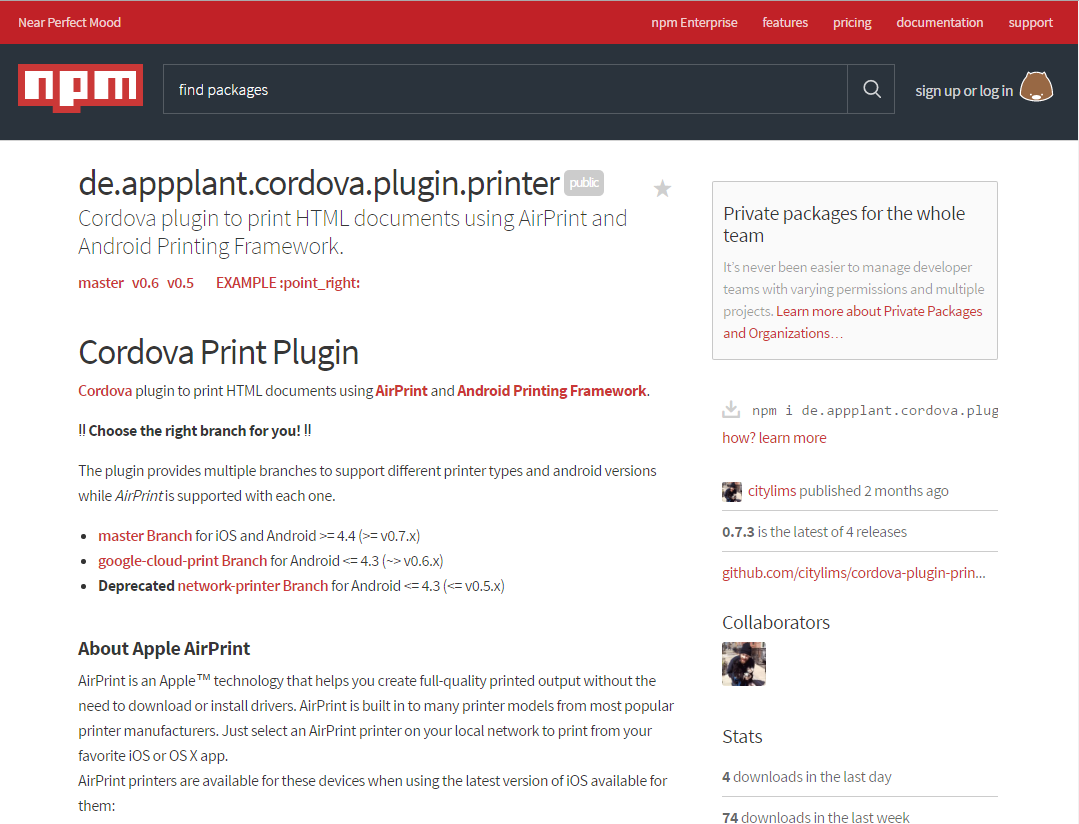 Near Perfect Mood
npm Enterprise features pricing documentation support
npm
find packages
sign up or log in
de.appplant.cordova.plugin.printer public
Cordova plugin to print HTML documents using AirPrint and
Android Printing Framework.
master v0.6 v0.5 EXAMPLE :point_right:
Cordova Print Plugin
Cordova plugin to print HTML documents using AirPrint and Android Printing Framework.
!! Choose the right branch for you! !!
The plugin provides multiple branches to support different printer types and android versions
while AirPrint is supported with each one.
• master Branch for iOS and Android >= 4.4 (>= v0.7.x)
• google-cloud-print Branch for Android <= 4.3 (~> v0.6.x)
• Deprecated network-printer Branch for Android <= 4.3 (<= v0.5.x)
About Apple AirPrint
AirPrint is an Apple™ technology that helps you create full-quality printed output without the
need to download or install drivers. AirPrint is built in to many printer models from most popular
printer manufacturers. Just select an AirPrint printer on your local network to print from your
favorite iOS or OS X app.
AirPrint printers are available for these devices when using the latest version of iOS available for
them:
Private packages for the whole
team
It's never been easier to manage developer
teams with varying permissions and multiple
projects. Learn more about Private Packages
and Organizations…
npm i de.appplant.cordova.plug
how? learn more
citylims published 2 months ago
0.7.3 is the latest of 4 releases
github.com/citylims/cordova-plugin-prin...
Collaborators
Stats
4 downloads in the last day
74 downloads in the last week